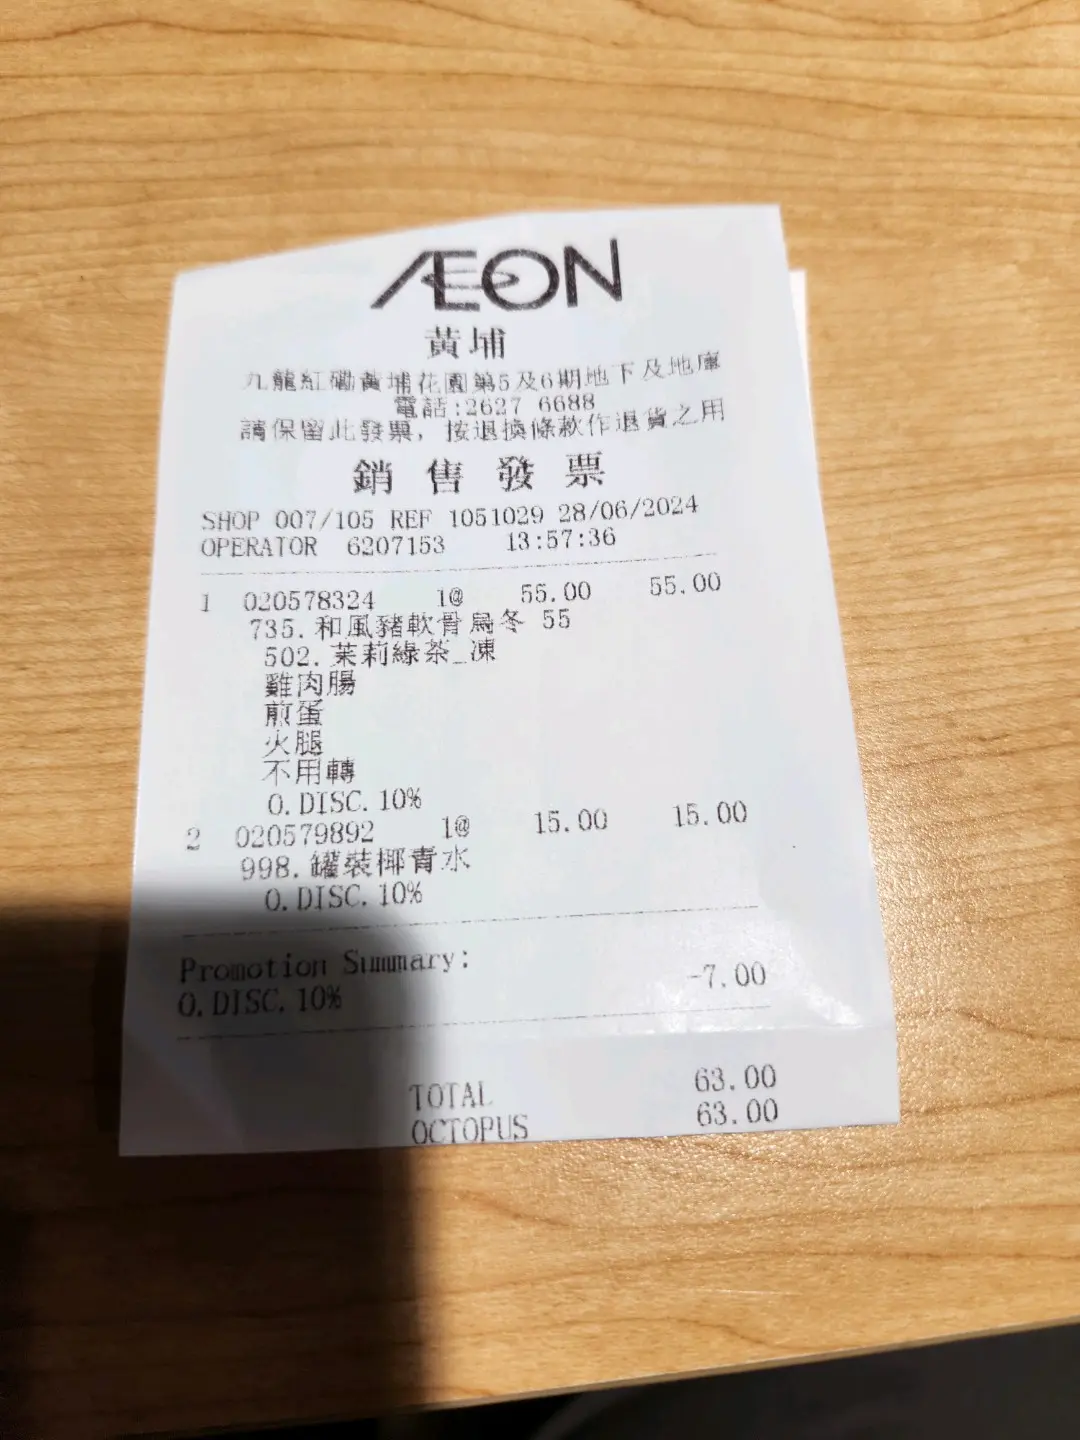 ÆON
黃埔
九龍紅磡黃埔花園第5及6期地下及地庫
電話:2627 6688
請保留此發票, 按退換條款作退貨之用
銷售發票
SHOP 007/105 REF 1051029 28/06/2024
OPERATOR 6207153 13:57:36
1 020578324 1@ 55.00 55.00
735. 和風豬軟骨烏冬 55
502. 茉莉綠茶_凍
雞肉腸
煎蛋
火腿
不用轉
O.DISC.10%
2 020579892 1@ 15.00 15.00
998. 罐裝椰青水
O.DISC.10%
Promotion Summary:
O.DISC.10% -7.00
TOTAL 63.00
OCTOPUS 63.00